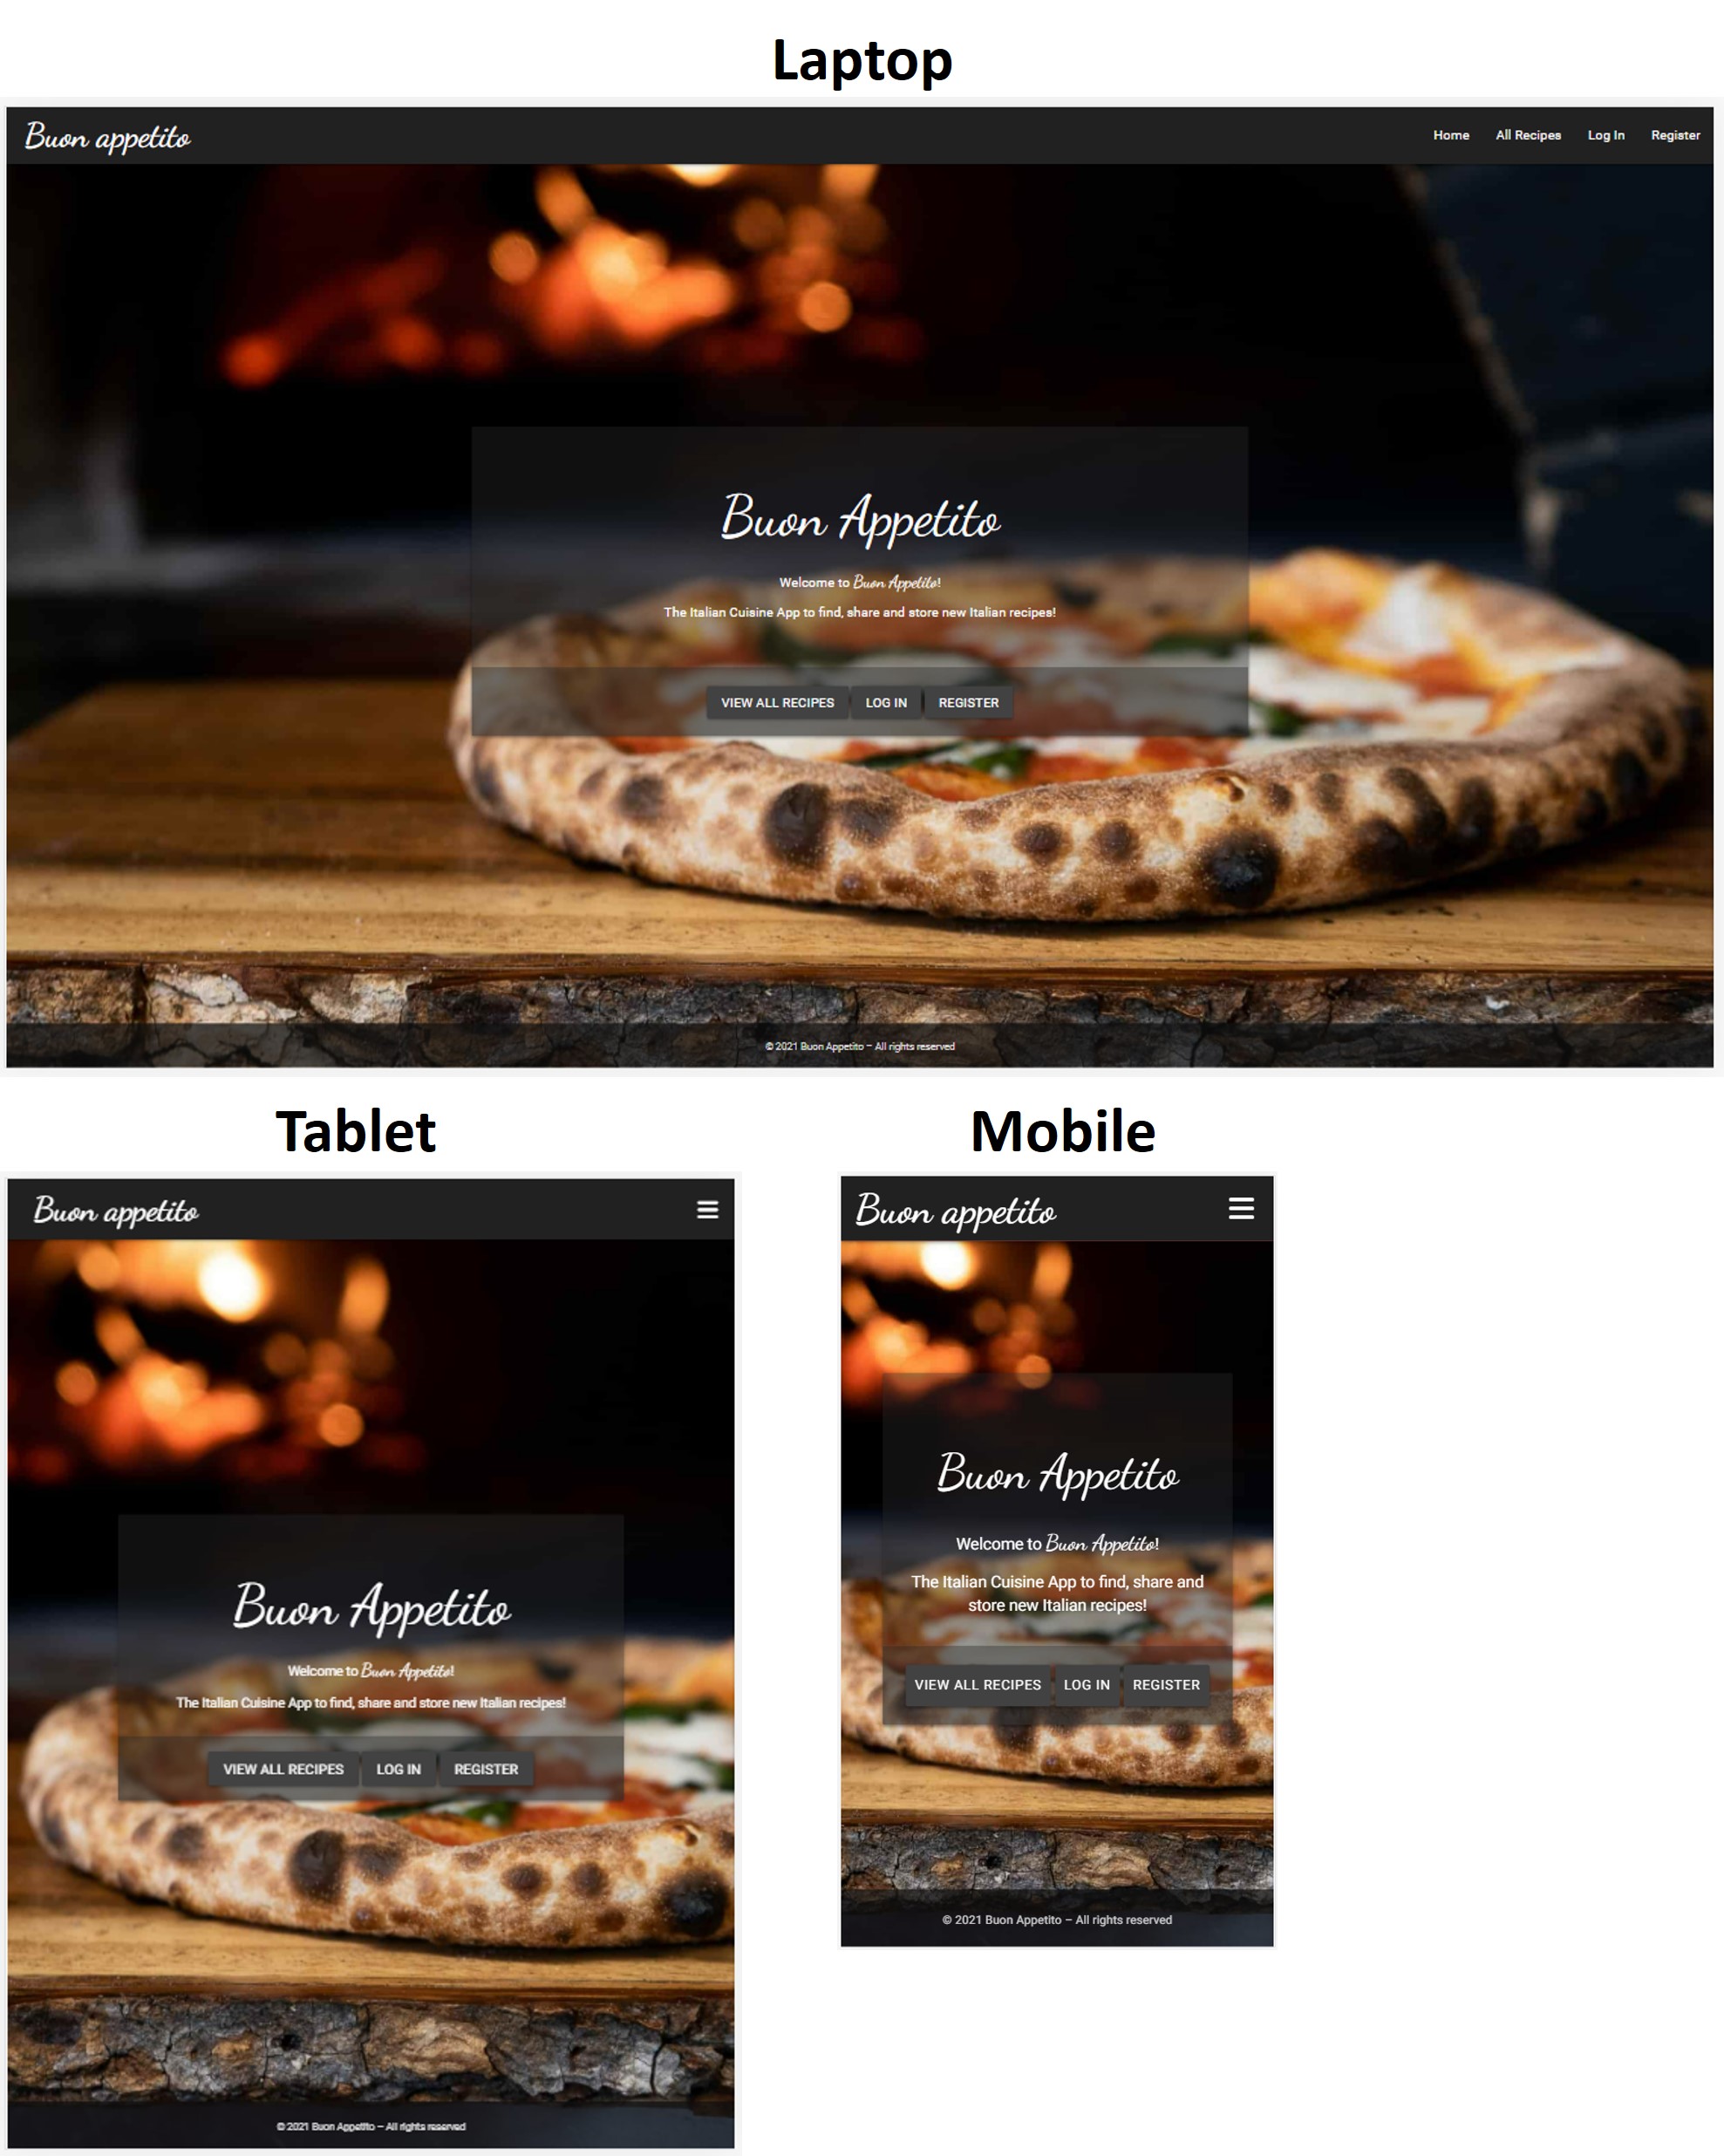 Laptop
Buon appetito
Home All Recipes Log In Register
Buon Appetito
Welcome to Buon Appetito!
The Italian Cuisine App to find, share and store new Italian recipes!
VIEW ALL RECIPES LOG IN REGISTER
© 2021 Buon Appetito – All rights reserved
Tablet
Buon appetito
Buon Appetito
Welcome to Buon Appetito!
The Italian Cuisine App to find, share and store new Italian recipes!
VIEW ALL RECIPES LOG IN REGISTER
© 2021 Buon Appetito – All rights reserved
Mobile
Buon appetito
Buon Appetito
Welcome to Buon Appetito!
The Italian Cuisine App to find, share and
store new Italian recipes!
VIEW ALL RECIPES LOG IN REGISTER
© 2021 Buon Appetito – All rights reserved